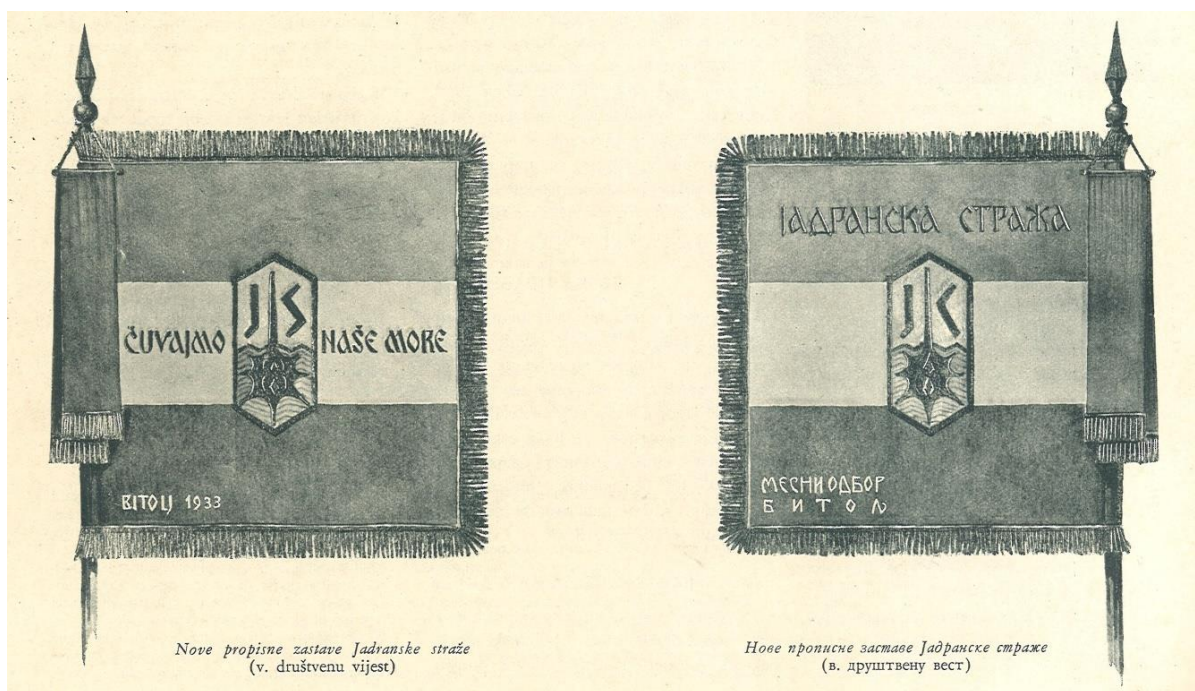 JS
ČUVAJMO NAŠE MORE
BITOLJ 1933
Nove propisne zastave Jadranske straže
(v. društvenu vijest)
ЈАДРАНСКА СТРАЖА
ЈС
МЕСНИ ОДБОР
БИТОЉ
Нове прописне заставе Јадранске страже
(в. друштвену вест)